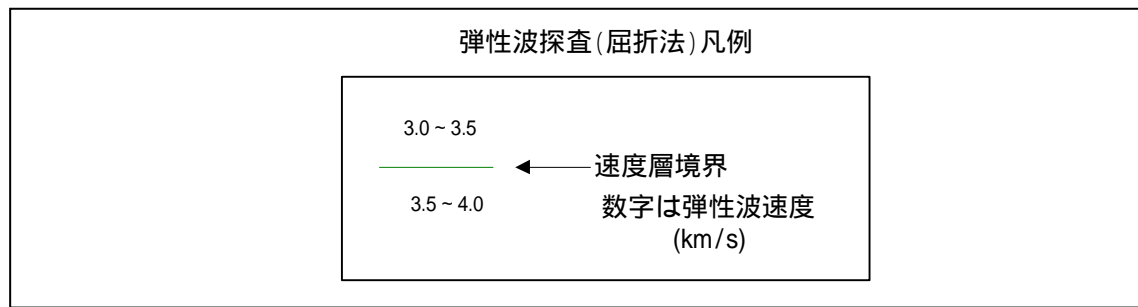 弾性波探査(屈折法)凡例
3.0~3.5
速度層境界
3.5~4.0
数字は弾性波速度
(km/s)